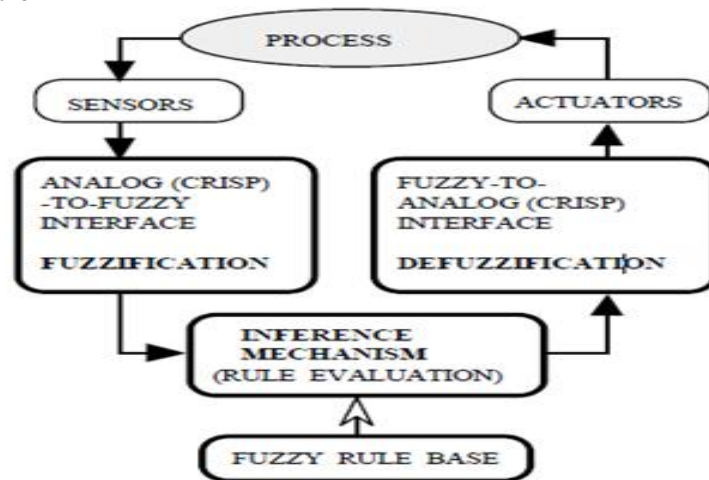 PROCESS
SENSORS
ACTUATORS
ANALOG (CRISP)
-TO-FUZZY
INTERFACE
FUZZIFICATION
FUZZY-TO-
ANALOG (CRISP)
INTERFACE
DEFUZZIFICATION
INFERENCE
MECHANISM
(RULE EVALUATION)
FUZZY RULE BASE